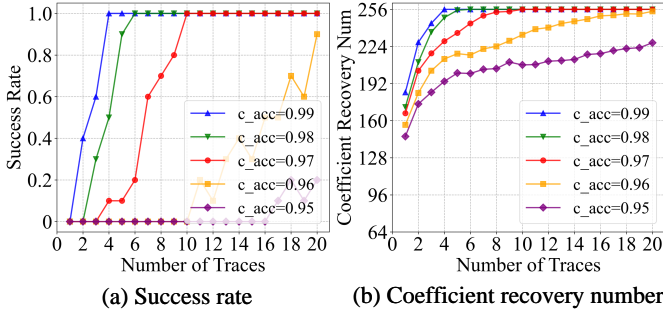 1.0
0.8
0.6
0.4
0.2
0
Success Rate
c_acc=0.99
c_acc=0.98
c_acc=0.97
c_acc=0.96
c_acc=0.95
0 2 4 6 8 10 12 14 16 18 20
Number of Traces
(a) Success rate
256
224
192
160
128
96
64
Coefficient Recovery Num
c_acc=0.99
c_acc=0.98
c_acc=0.97
c_acc=0.96
c_acc=0.95
0 2 4 6 8 10 12 14 16 18 20
Number of Traces
(b) Coefficient recovery number